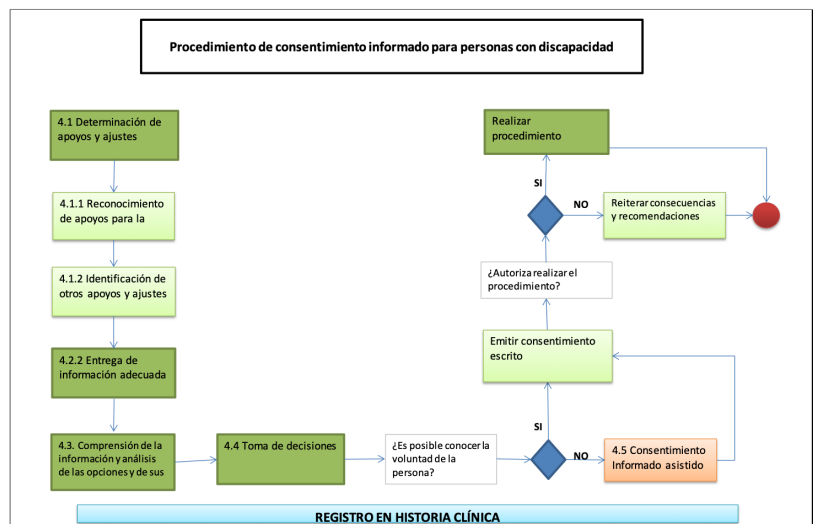 Procedimiento de consentimiento informado para personas con discapacidad
4.1 Determinación de
apoyos y ajustes
4.1.1 Reconocimiento
de apoyos para la
4.1.2 Identificación de
otros apoyos y ajustes
4.2.2 Entrega de
información adecuada
4.3. Comprensión de la
información y análisis
de las opciones y de sus
4.4 Toma de decisiones
¿Es posible conocer la
voluntad de la
persona?
SI
NO
4.5 Consentimiento
Informado asistido
Emitir consentimiento
escrito
¿Autoriza realizar el
procedimiento?
SI
NO
Reiterar consecuencias
y recomendaciones
Realizar
procedimiento
REGISTRO EN HISTORIA CLÍNICA